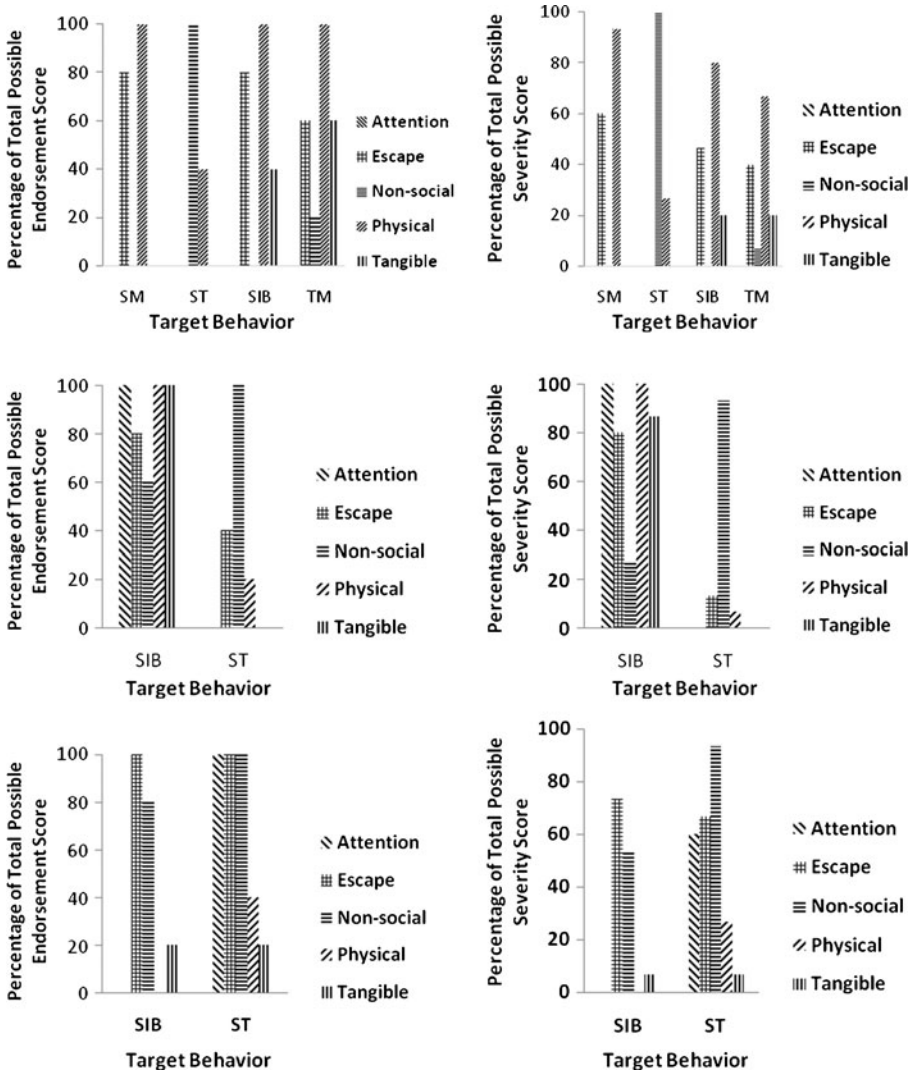 Percentage of Total Possible
Endorsement Score
100
80
60
40
20
0
SM ST SIB TM
Target Behavior
Attention
Escape
Non-social
Physical
Tangible
Percentage of Total Possible
Severity Score
100
80
60
40
20
0
SM ST SIB TM
Target Behavior
Attention
Escape
Non-social
Physical
Tangible
Percentage of Total Possible
Endorsement Score
100
80
60
40
20
0
SIB ST
Target Behavior
Attention
Escape
Non-social
Physical
Tangible
Percentage of Total Possible
Severity Score
100
80
60
40
20
0
SIB ST
Target Behavior
Attention
Escape
Non-social
Physical
Tangible
Percentage of Total Possible
Endorsement Score
100
80
60
40
20
0
SIB ST
Target Behavior
Attention
Escape
Non-social
Physical
Tangible
Percentage of Total Possible
Severity Score
100
80
60
40
20
0
SIB ST
Target Behavior
Attention
Escape
Non-social
Physical
Tangible